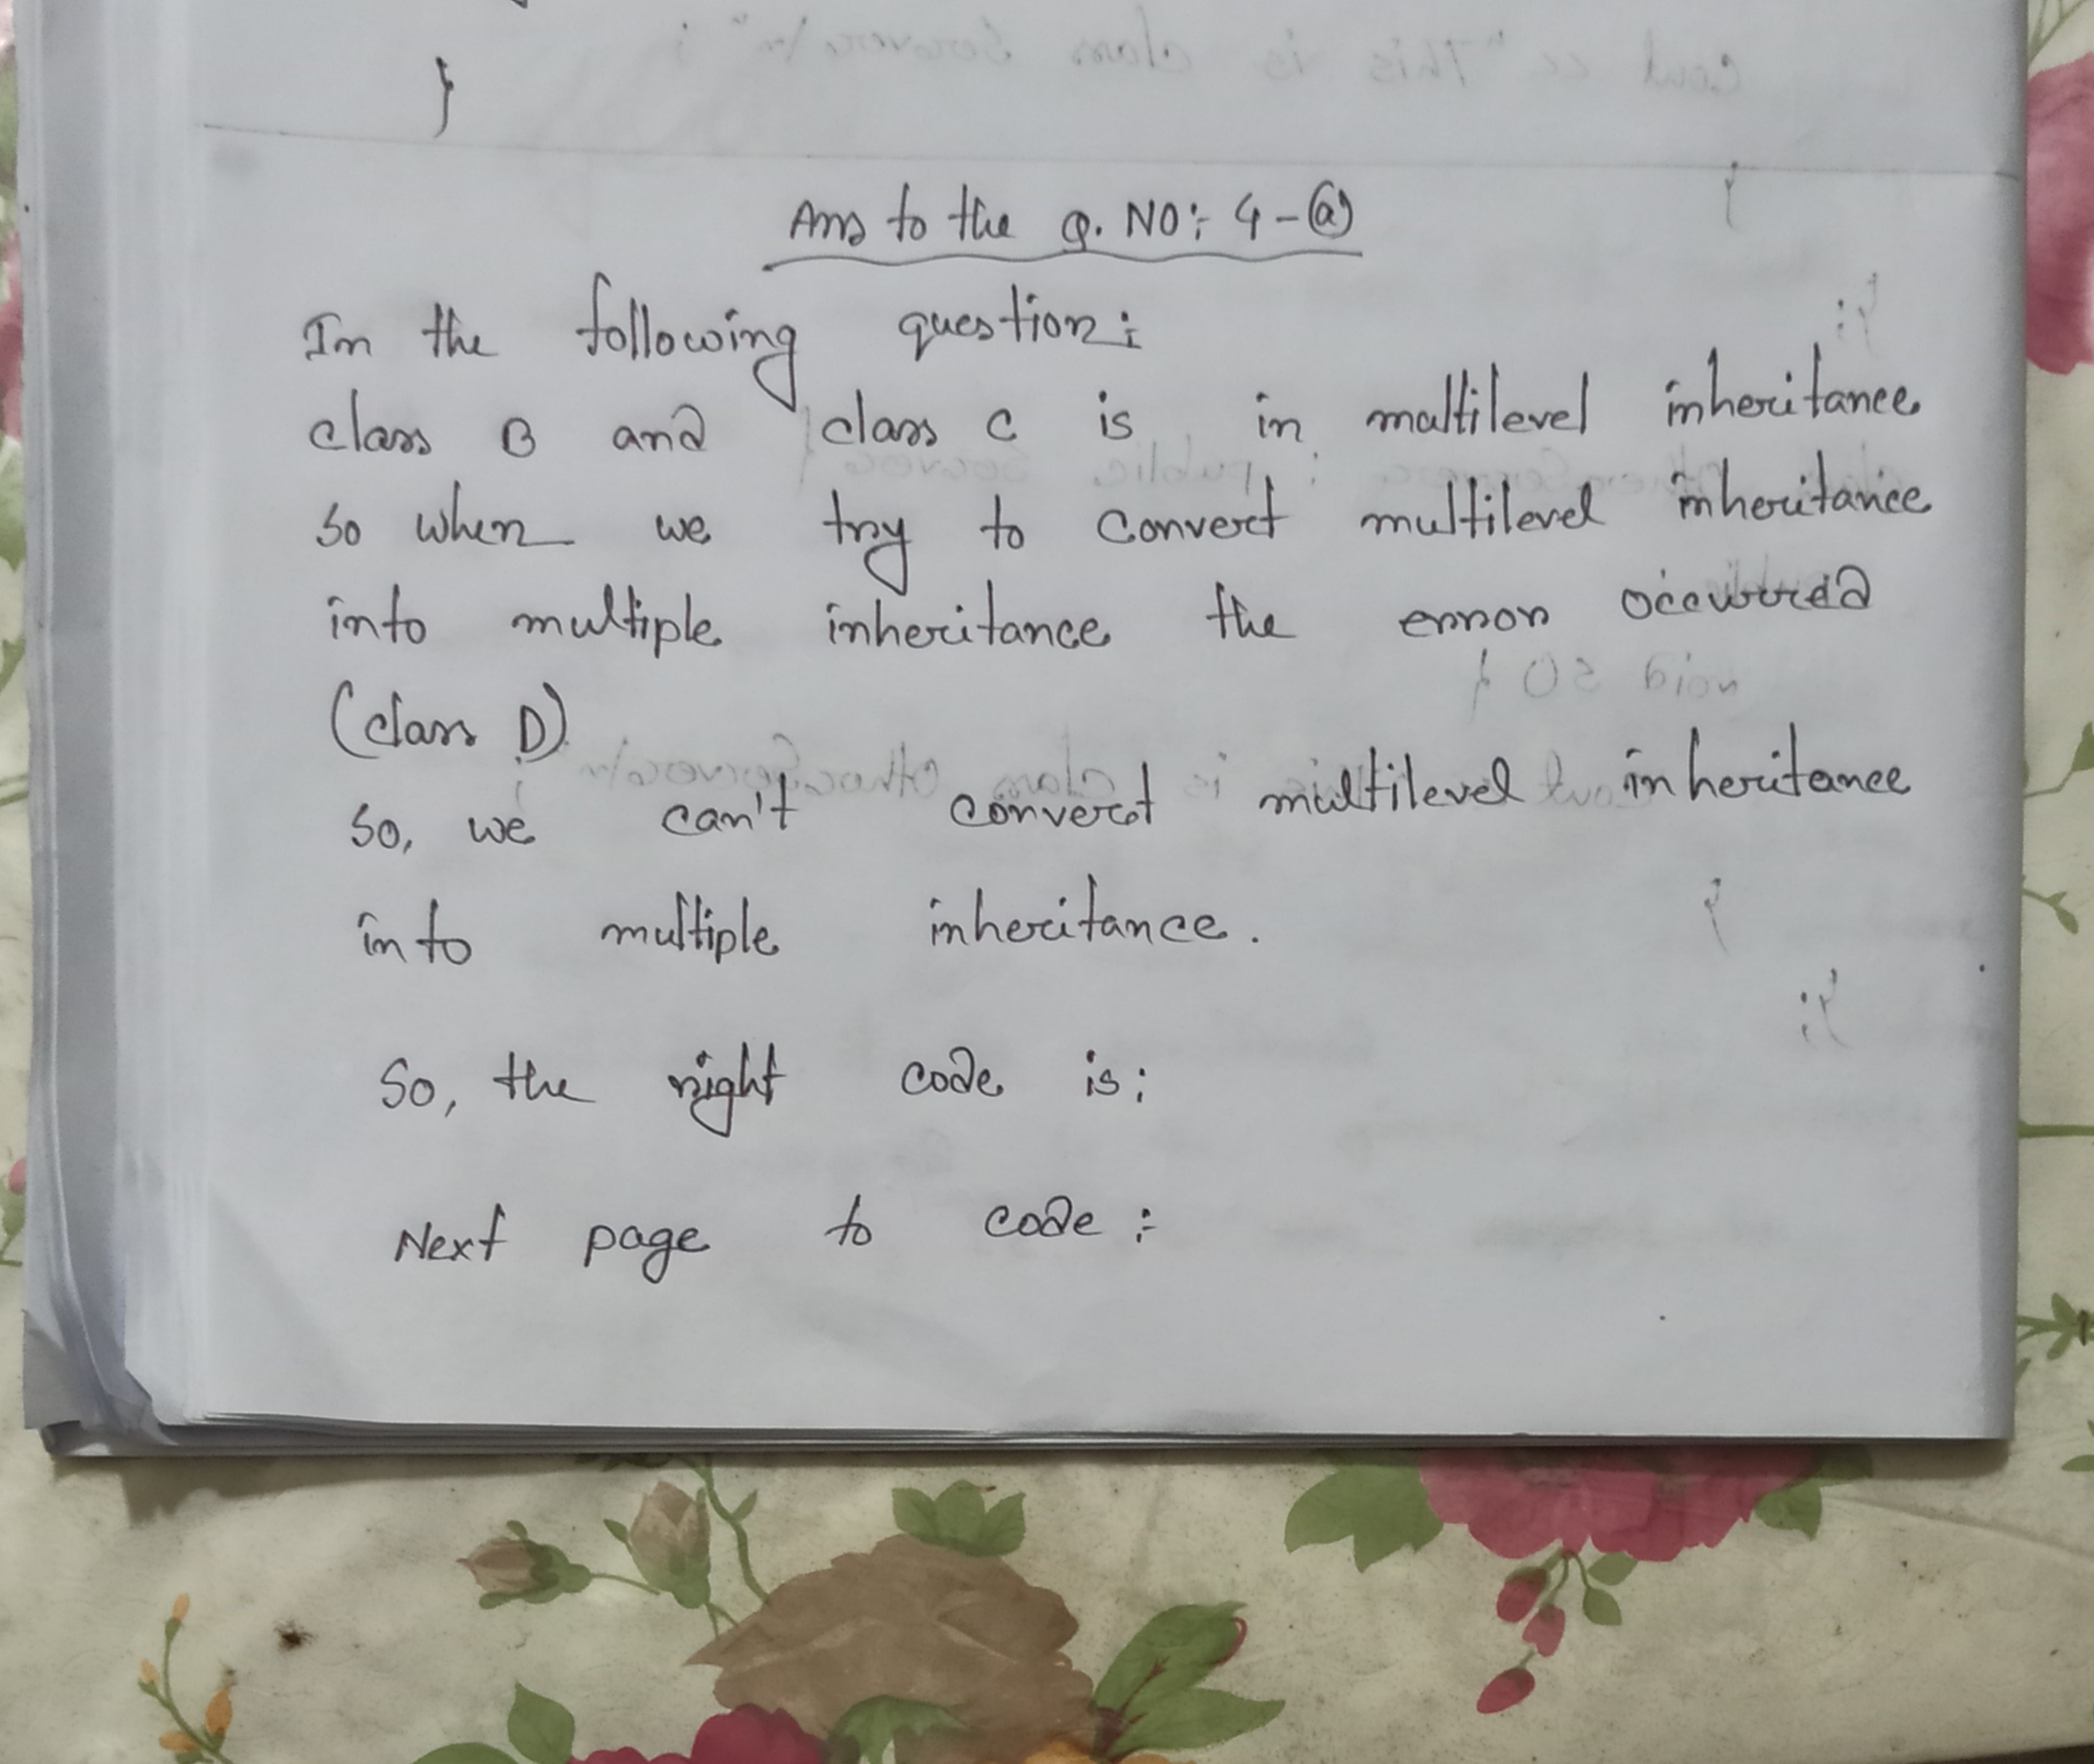 }
Ans to the Q. NO: 4-(a)
In the following question:
class B and class C is in maltilevel inheritance
so when we try to convert multilevel inheritance
into multiple inheritance the error occurred
(class D)
so, we can't convert multilevel inheritance
into multiple inheritance.
So, the right code is:
Next page to code: